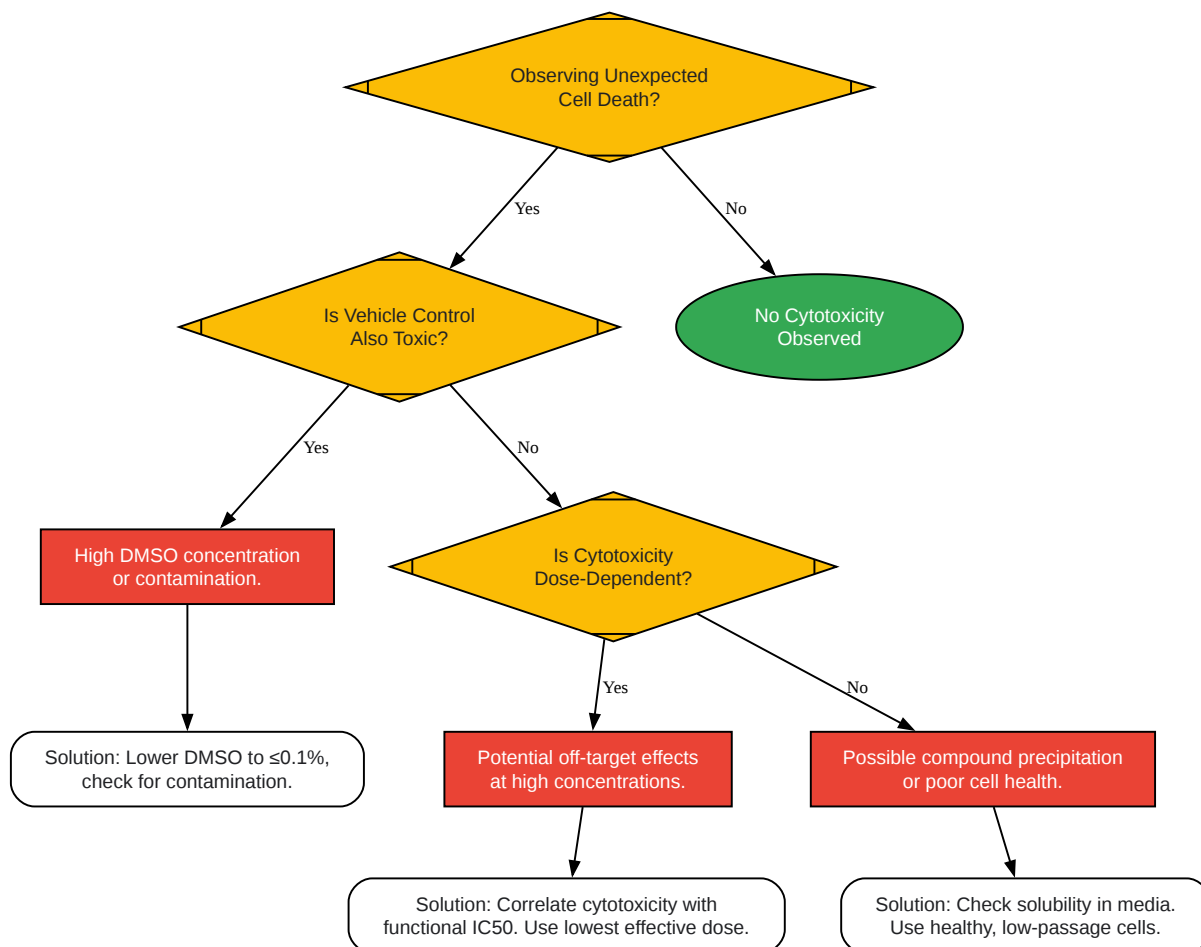 Observing Unexpected
Cell Death?
Yes
No
Is Vehicle Control
Also Toxic?
No Cytotoxicity
Observed
Yes
No
High DMSO concentration
or contamination.
Is Cytotoxicity
Dose-Dependent?
Yes
No
Solution: Lower DMSO to ≤0.1%,
check for contamination.
Potential off-target effects
at high concentrations.
Possible compound precipitation
or poor cell health.
Solution: Correlate cytotoxicity with
functional IC50. Use lowest effective dose.
Solution: Check solubility in media.
Use healthy, low-passage cells.